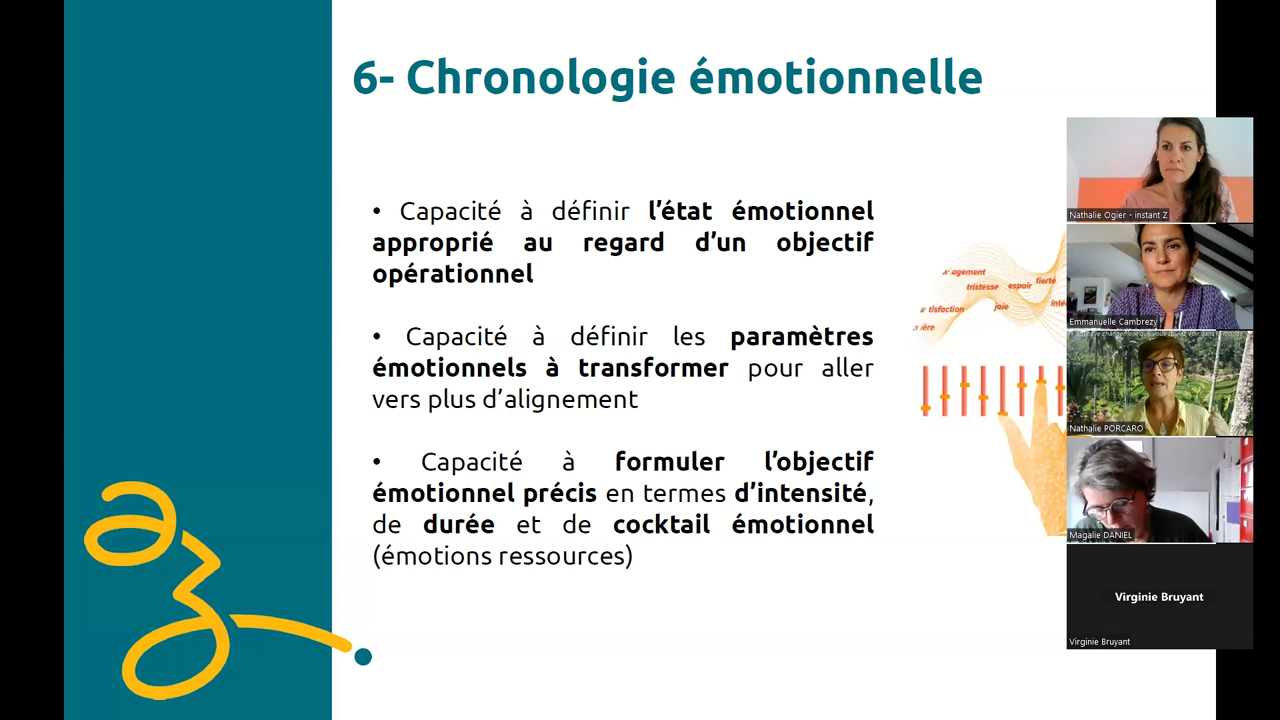 6- Chronologie émotionnelle
• Capacité à définir l’état émotionnel
approprié au regard d’un objectif
opérationnel
• Capacité à définir les paramètres
émotionnels à transformer pour aller
vers plus d’alignement
• Capacité à formuler l’objectif
émotionnel précis en termes d’intensité,
de durée et de cocktail émotionnel
(émotions ressources)
tristesse espoir fierté
joie
Nathalie Ogier - instant Z
Emmanuelle Cambrezy
Nathalie PORCARO
Magalie DANIEL
Virginie Bruyant
Virginie Bruyant